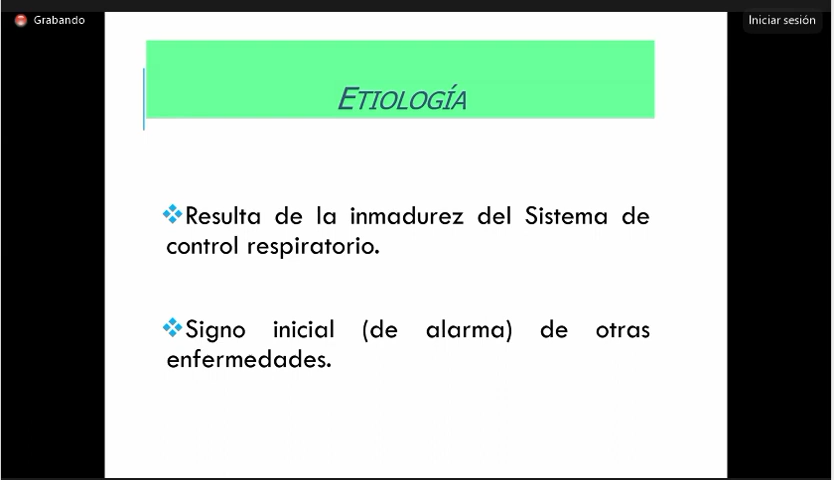 Grabando
Iniciar sesión
ETIOLOGÍA
Resulta de la inmadurez del Sistema de
control respiratorio.
Signo inicial (de alarma) de otras
enfermedades.